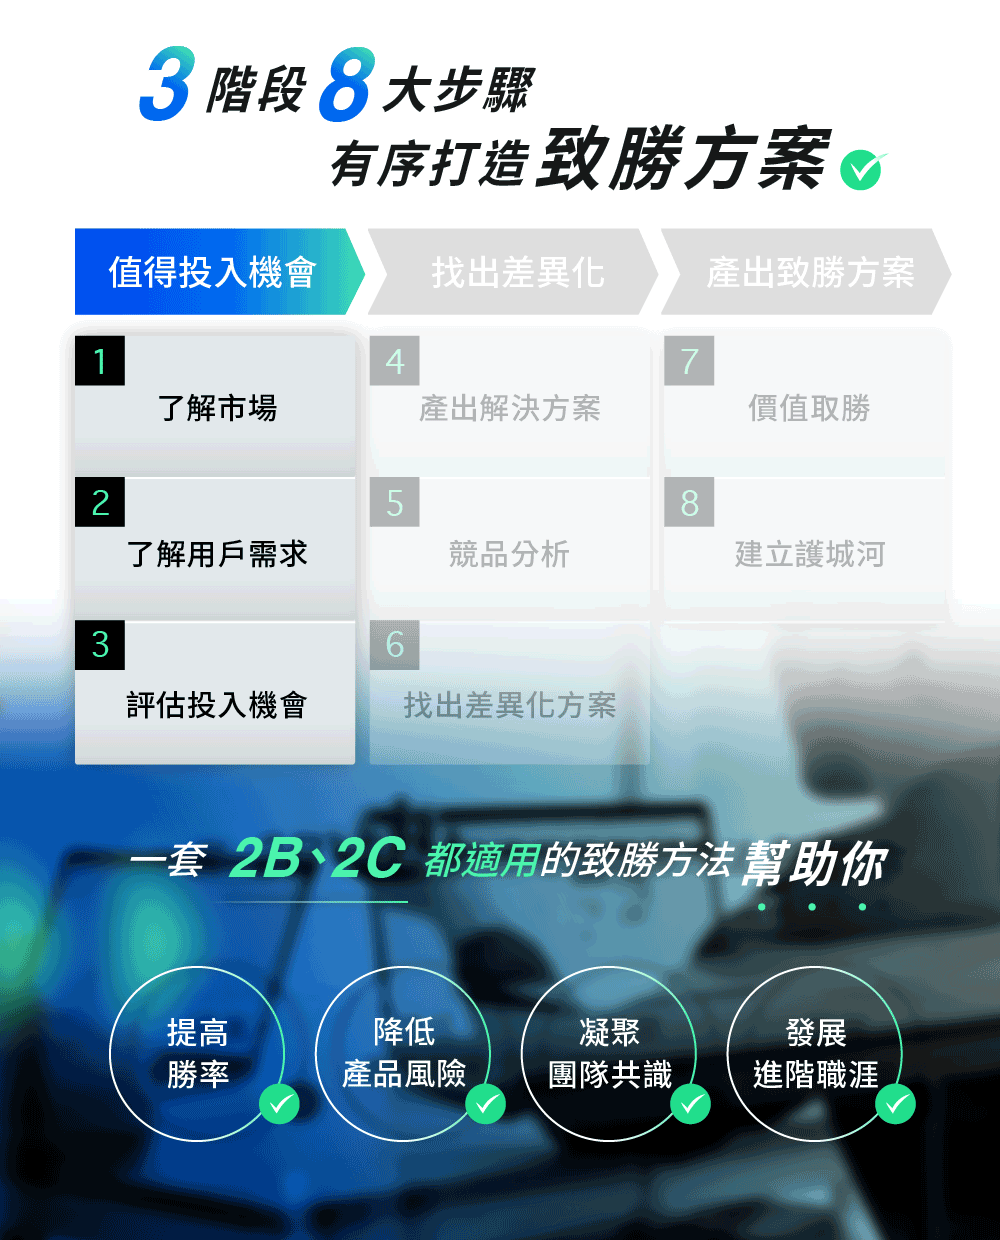 3階段8大步驟
有序打造致勝方案
值得投入機會
找出差異化
產出致勝方案
1
了解市場
2
了解用戶需求
3
評估投入機會
4
產出解決方案
5
競品分析
6
找出差異化方案
7
價值取勝
8
建立護城河
一套 2B、2C 都適用的致勝方法幫助你
提高
勝率
降低
產品風險
凝聚
團隊共識
發展
進階職涯